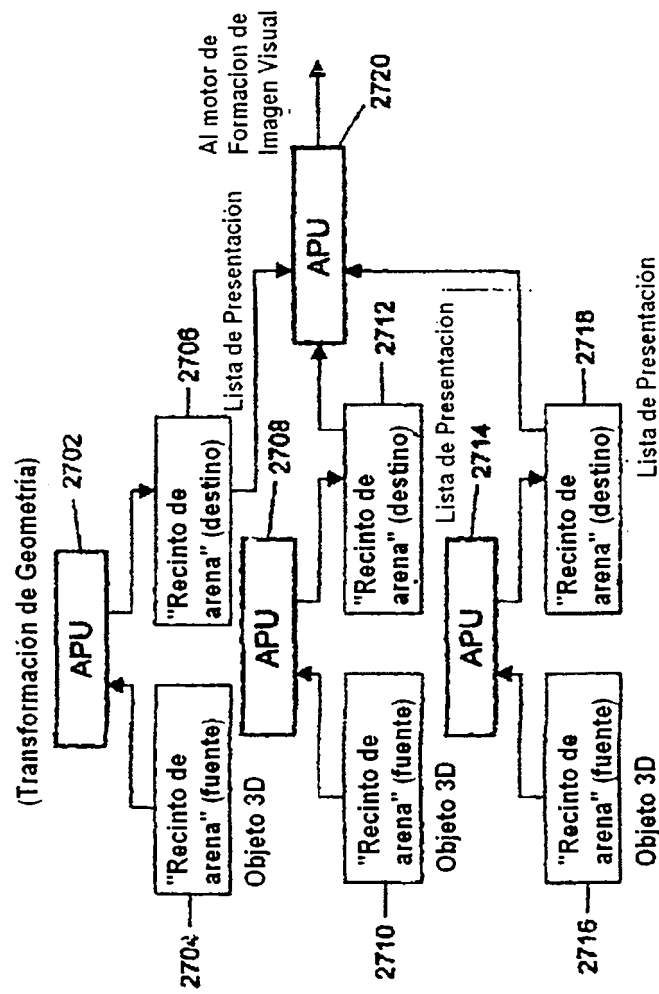 (Transformación de Geometría)
APU
2702
"Recinto de
arena" (fuente)
Objeto 3D
2704
"Recinto de
arena" (destino)
2706
Lista de Presentación
APU
2708
"Recinto de
arena" (fuente)
Objeto 3D
2710
"Recinto de
arena" (destino)
2712
Lista de Presentación
APU
2714
"Recinto de
arena" (fuente)
Objeto 3D
2716
"Recinto de
arena" (destino)
2718
Lista de Presentación
APU
2720
Al motor de
Formacion de
Imagen Visual